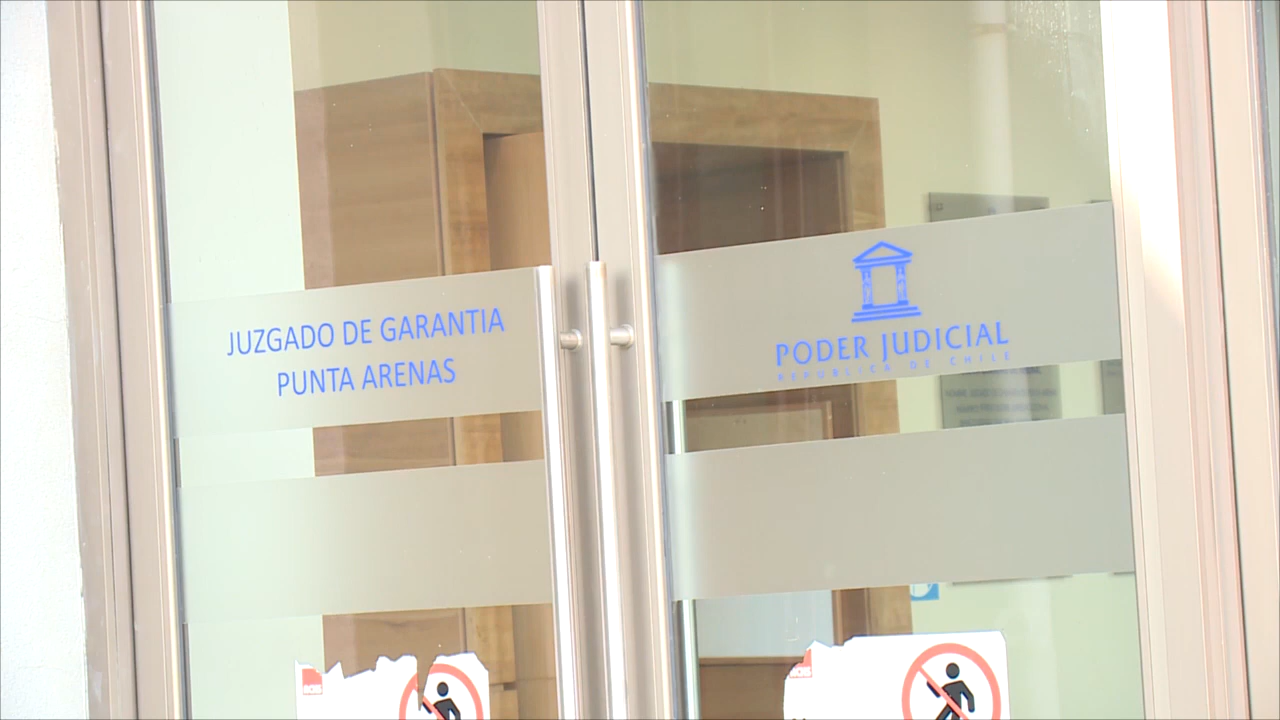 JUZGADO DE GARANTIA
PUNTA ARENAS
PODER JUDICIAL
REPUBLICA DE CHILE